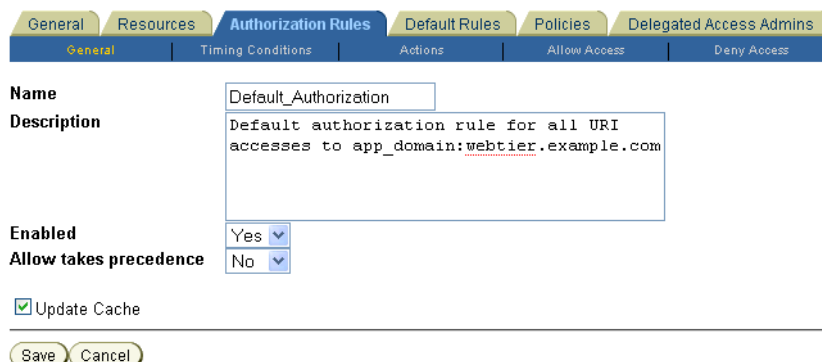 General Resources Authorization Rules Default Rules Policies Delegated Access Admins
General Timing Conditions Actions Allow Access Deny Access
Name Default_Authorization
Description Default authorization rule for all URI
accesses to app_domain:webtier.example.com
Enabled Yes
Allow takes precedence No
Update Cache
Save Cancel